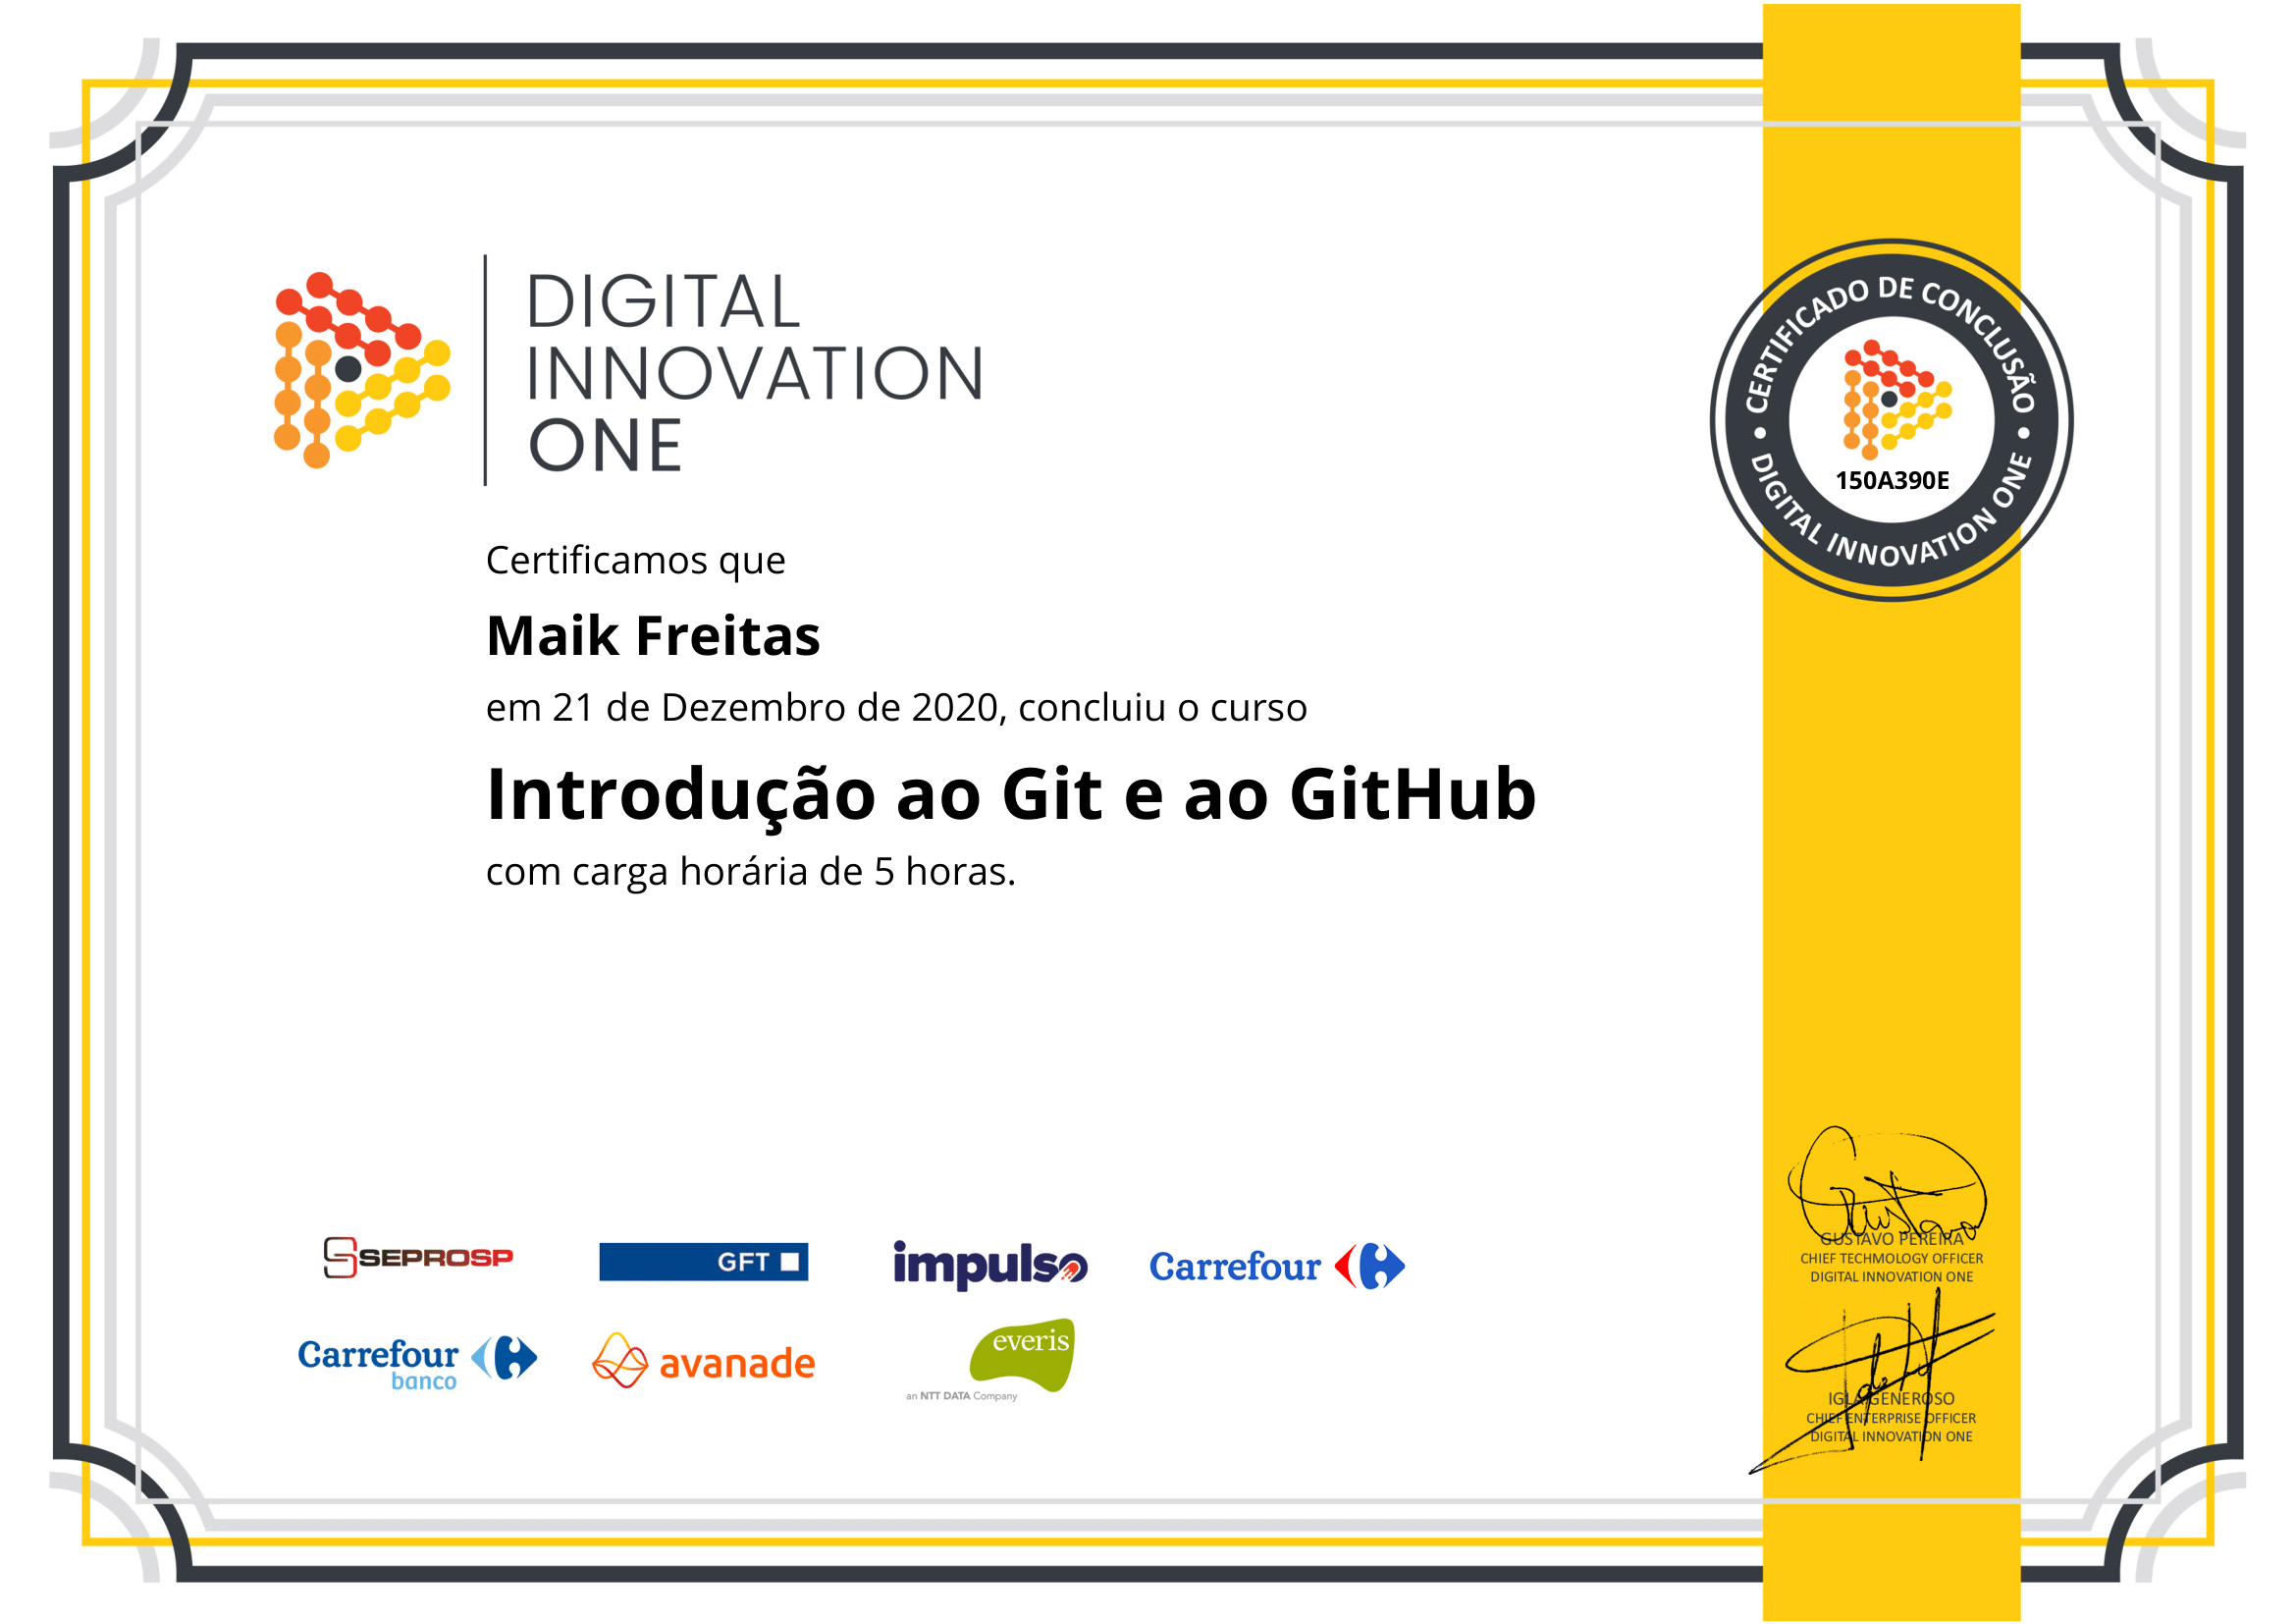 DIGITAL
INNOVATION
ONE
CERTIFICADO DE CONCLUSÃO
150A390E
DIGITAL INNOVATION ONE
Certificamos que
Maik Freitas
em 21 de Dezembro de 2020, concluiu o curso
Introdução ao Git e ao GitHub
com carga horária de 5 horas.
SEPROSP
GFT
impulso
Carrefour
Carrefour
banco
avanade
everis
an NTT DATA Company
Gustavo
GUSTAVO PEREIRA
CHIEF TECHMOLOGY OFFICER
DIGITAL INNOVATION ONE
IGLA GENEROSO
CHIEF ENTERPRISE OFFICER
DIGITAL INNOVATION ONE